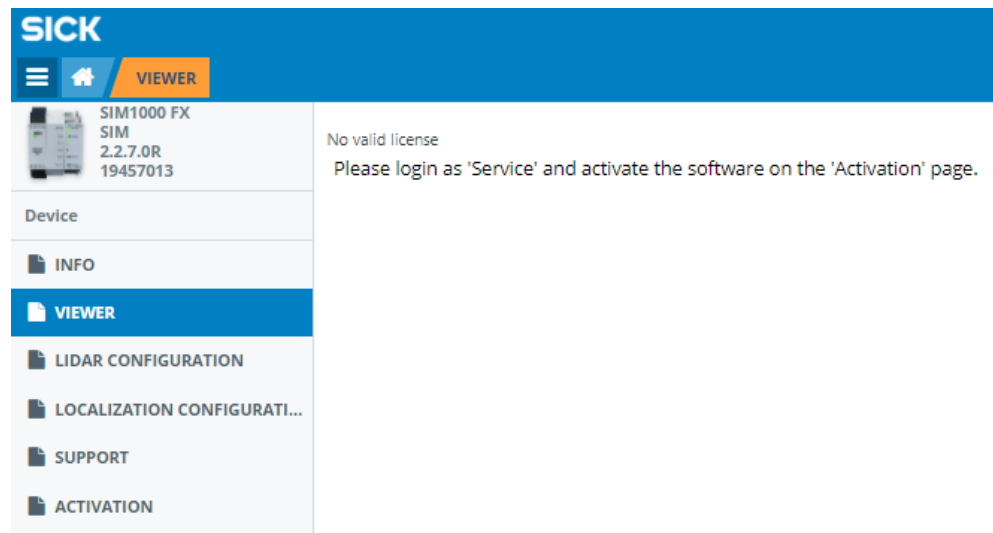 SICK
VIEWER
SIM1000 FX
SIM
2.2.7.0R
19457013
Device
INFO
VIEWER
LIDAR CONFIGURATION
LOCALIZATION CONFIGURATI...
SUPPORT
ACTIVATION
No valid license
Please login as 'Service' and activate the software on the 'Activation' page.